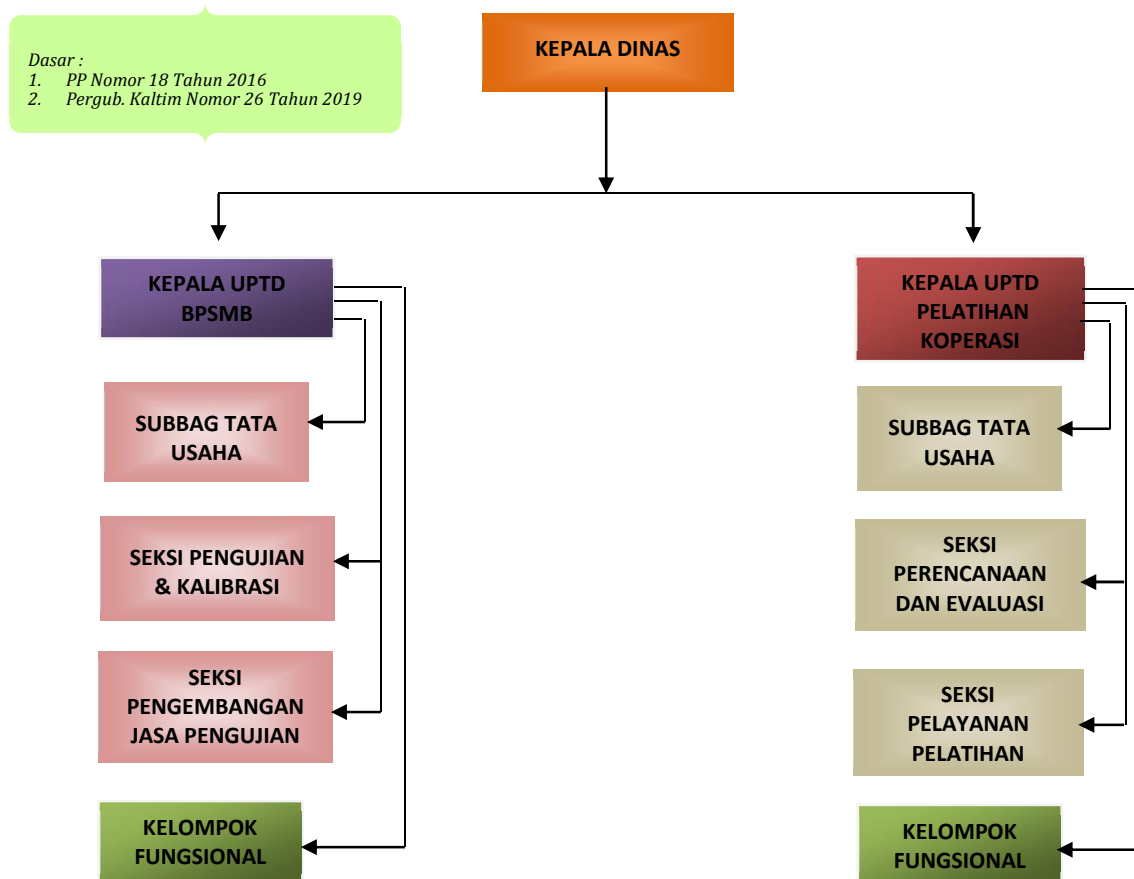 Dasar :
1. PP Nomor 18 Tahun 2016
2. Pergub. Kaltim Nomor 26 Tahun 2019
KEPALA DINAS
KEPALA UPTD
BPSMB
SUBBAG TATA
USAHA
SEKSI PENGUJIAN
& KALIBRASI
SEKSI
PENGEMBANGAN
JASA PENGUJIAN
KELOMPOK
FUNGSIONAL
KEPALA UPTD
PELATIHAN
KOPERASI
SUBBAG TATA
USAHA
SEKSI
PERENCANAAN
DAN EVALUASI
SEKSI
PELAYANAN
PELATIHAN
KELOMPOK
FUNGSIONAL